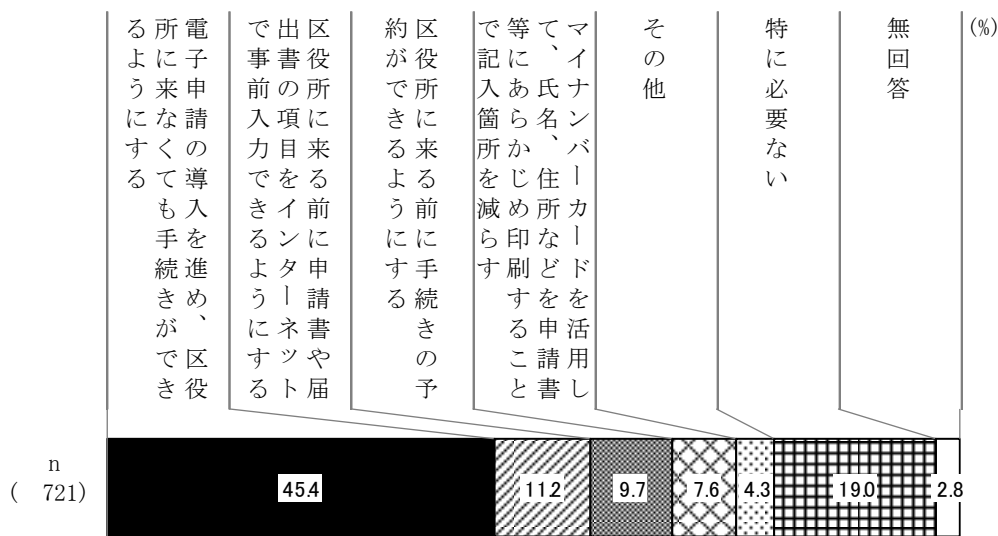 電子申請の導入を進め、区役
所に来なくても手続きができ
るようにする
区役所に来る前に申請書や届
出書の項目をインターネット
で事前入力できるようにする
区役所に来る前に手続きの予
約ができるようにする
マイナンバーカードを活用し
て、氏名、住所などを申請書
等にあらかじめ印刷すること
で記入箇所を減らす
その他
特に必要ない
無回答
(%)
n
( 721)
45.4
11.2
9.7
7.6
4.3
19.0
2.8